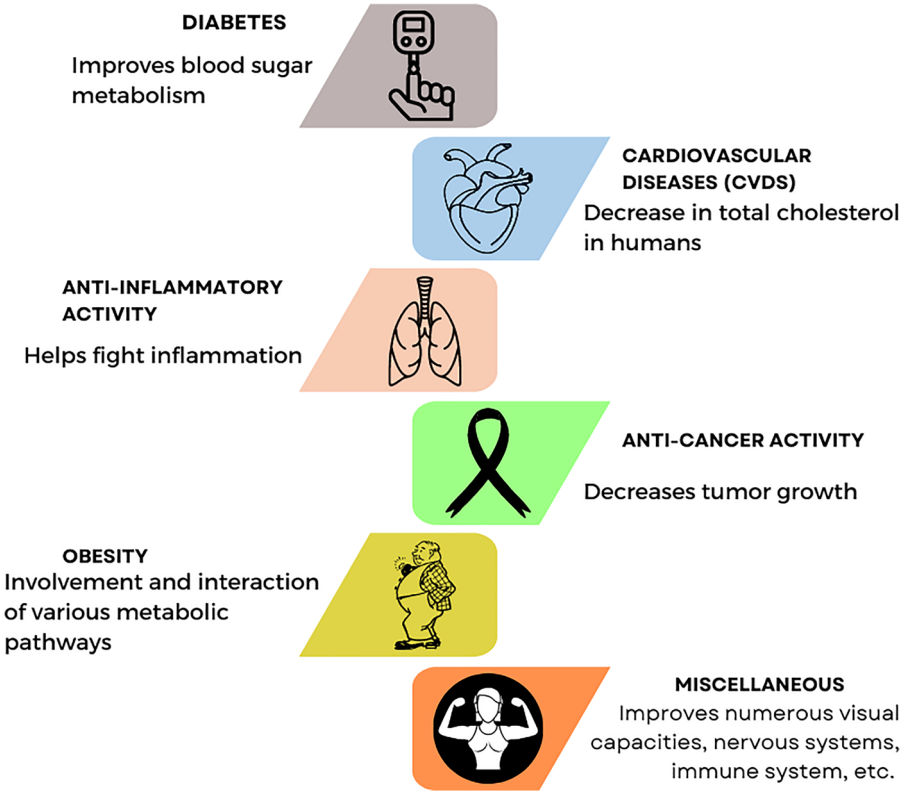 DIABETES
Improves blood sugar
metabolism
CARDIOVASCULAR
DISEASES (CVDS)
Decrease in total cholesterol
in humans
ANTI-INFLAMMATORY
ACTIVITY
Helps fight inflammation
ANTI-CANCER ACTIVITY
Decreases tumor growth
OBESITY
Involvement and interaction
of various metabolic
pathways
MISCELLANEOUS
Improves numerous visual
capacities, nervous systems,
immune system, etc.